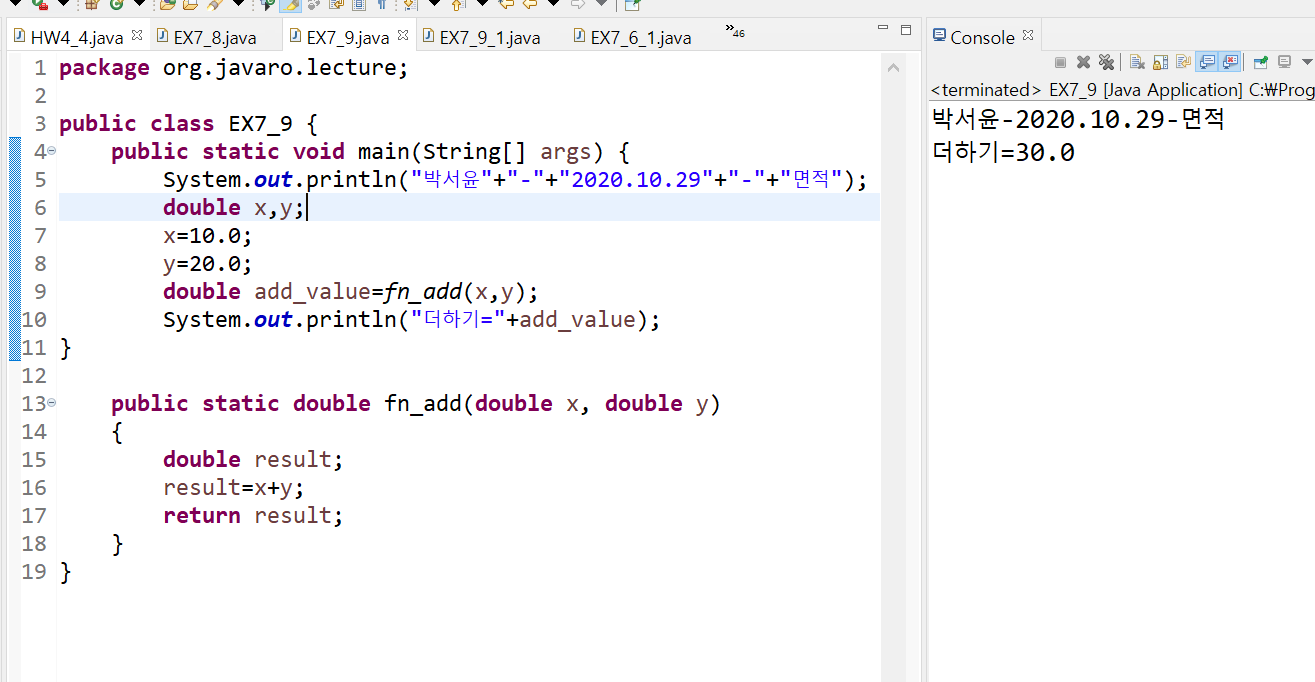 HW4_4.java EX7_8.java EX7_9.java EX7_9_1.java EX7_6_1.java »46
1 package org.javaro.lecture;
2
3 public class EX7_9 {
4 public static void main(String[] args) {
5 System.out.println("박서윤"+"-"+"2020.10.29"+"-"+"면적");
6 double x,y;
7 x=10.0;
8 y=20.0;
9 double add_value=fn_add(x,y);
10 System.out.println("더하기="+add_value);
11 }
12
13 public static double fn_add(double x, double y)
14 {
15 double result;
16 result=x+y;
17 return result;
18 }
19 }
Console
<terminated> EX7_9 [Java Application] C:₩Prog
박서윤-2020.10.29-면적
더하기=30.0